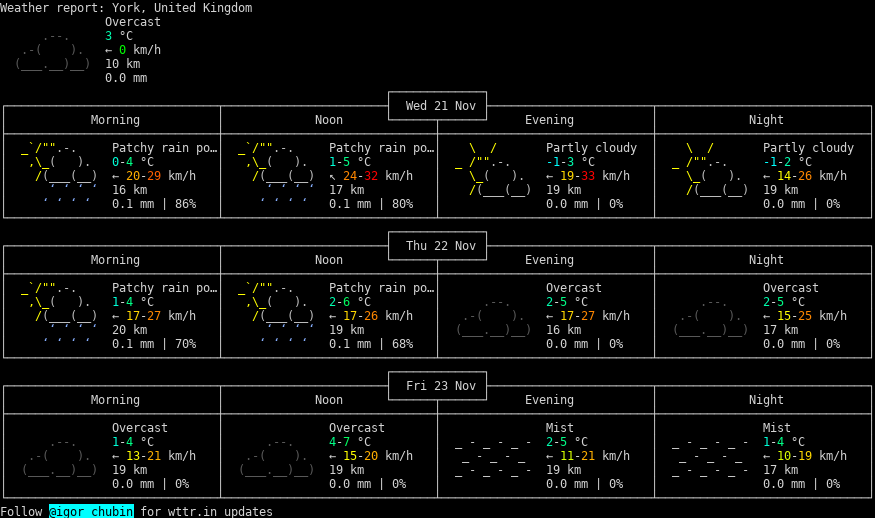 Weather report: York, United Kingdom
Overcast
3 °C
← 0 km/h
10 km
0.0 mm
Wed 21 Nov
Morning Noon Evening Night
Patchy rain po… Patchy rain po… Partly cloudy Partly cloudy
0-4 °C 1-5 °C -1-3 °C -1-2 °C
← 20-29 km/h ↖ 24-32 km/h ← 19-33 km/h ← 14-26 km/h
16 km 17 km 19 km 19 km
0.1 mm | 86% 0.1 mm | 80% 0.0 mm | 0% 0.0 mm | 0%
Thu 22 Nov
Morning Noon Evening Night
Patchy rain po… Patchy rain po… Overcast Overcast
1-4 °C 2-6 °C 2-5 °C 2-5 °C
← 17-27 km/h ← 17-26 km/h ← 17-27 km/h ← 15-25 km/h
20 km 19 km 16 km 17 km
0.1 mm | 70% 0.1 mm | 68% 0.0 mm | 0% 0.0 mm | 0%
Fri 23 Nov
Morning Noon Evening Night
Overcast Overcast Mist Mist
1-4 °C 4-7 °C 2-5 °C 1-4 °C
← 13-21 km/h ← 15-20 km/h ← 11-21 km/h ← 10-19 km/h
19 km 19 km 19 km 17 km
0.0 mm | 0% 0.0 mm | 0% 0.0 mm | 0% 0.0 mm | 0%
Follow @igor_chubin for wttr.in updates